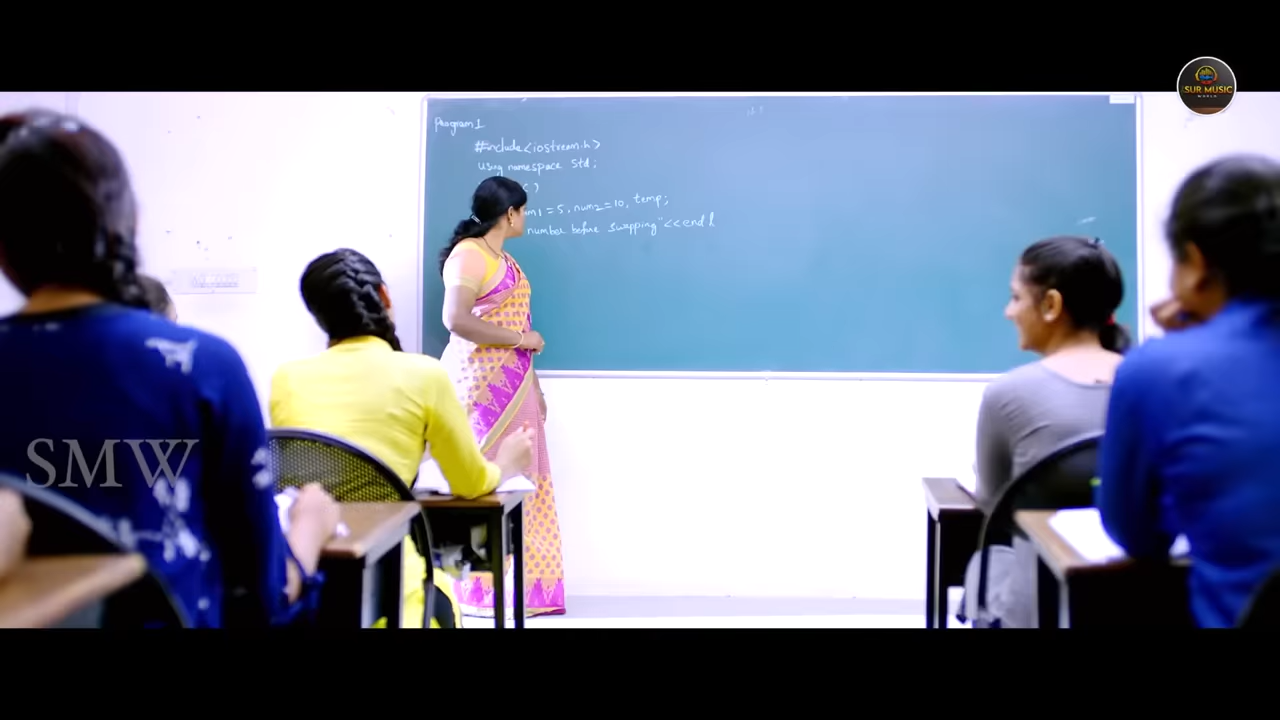 Program 1
#include<iostream.h>
using namespace std;
( )
num1 = 5, num2 = 10, temp;
number before swapping"<<endl
SUR MUSIC
WORLD
SMW